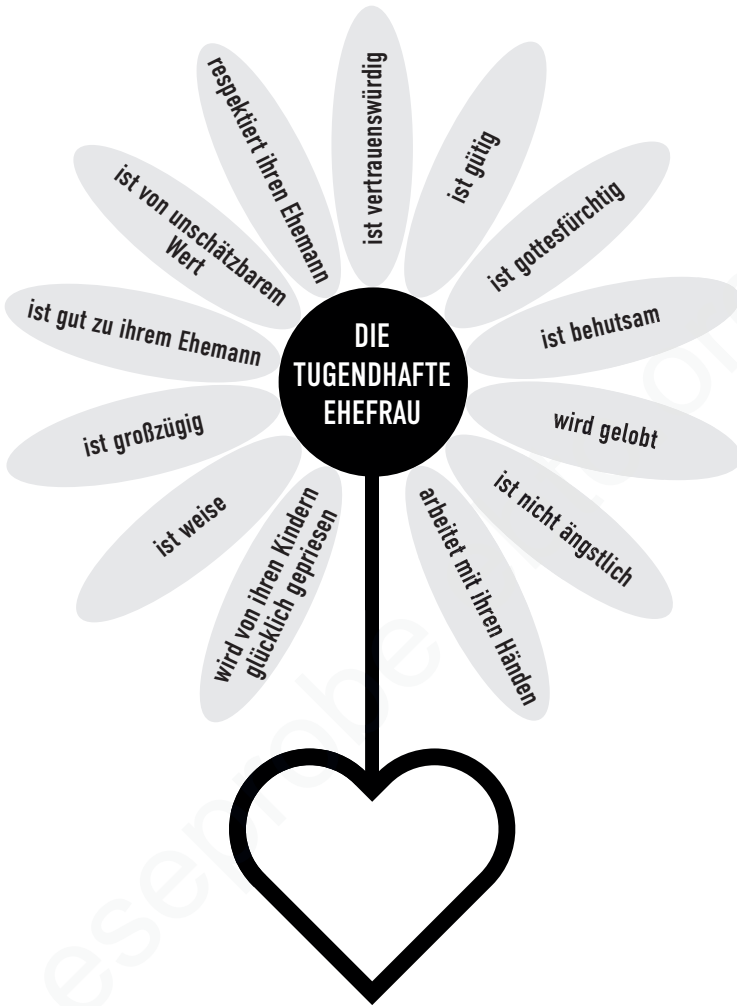 DIE
TUGENDHAFTE
EHEFRAU
ist vertrauenswürdig
ist gütig
ist gottesfürchtig
ist behutsam
wird gelobt
ist nicht ängstlich
arbeitet mit ihren Händen
wird von ihren Kindern
glücklich gepriesen
ist weise
ist großzügig
ist gut zu ihrem Ehemann
ist von unschätzbarem
Wert
respektiert ihren Ehemann
eseprobe